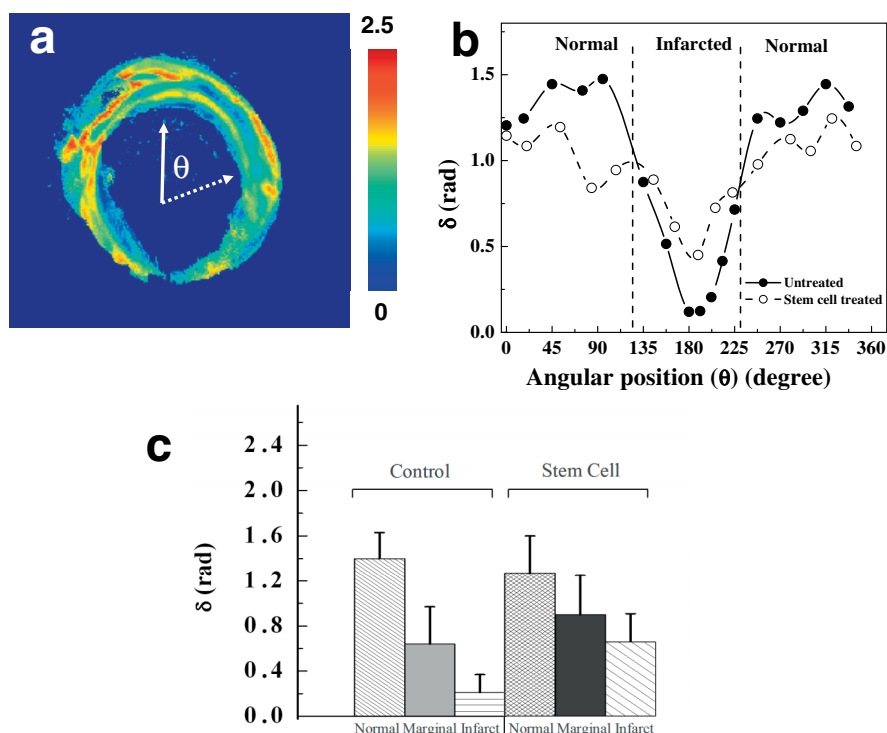 a
2.5
0
θ
b
Normal Infarcted Normal
1.5
1.0
0.5
0.0
δ (rad)
Untreated
Stem cell treated
0 45 90 135 180 225 270 315 360
Angular position (θ) (degree)
c
Control Stem Cell
2.4
2.0
1.6
1.2
0.8
0.4
0.0
δ (rad)
Normal Marginal Infarct Normal Marginal Infarct